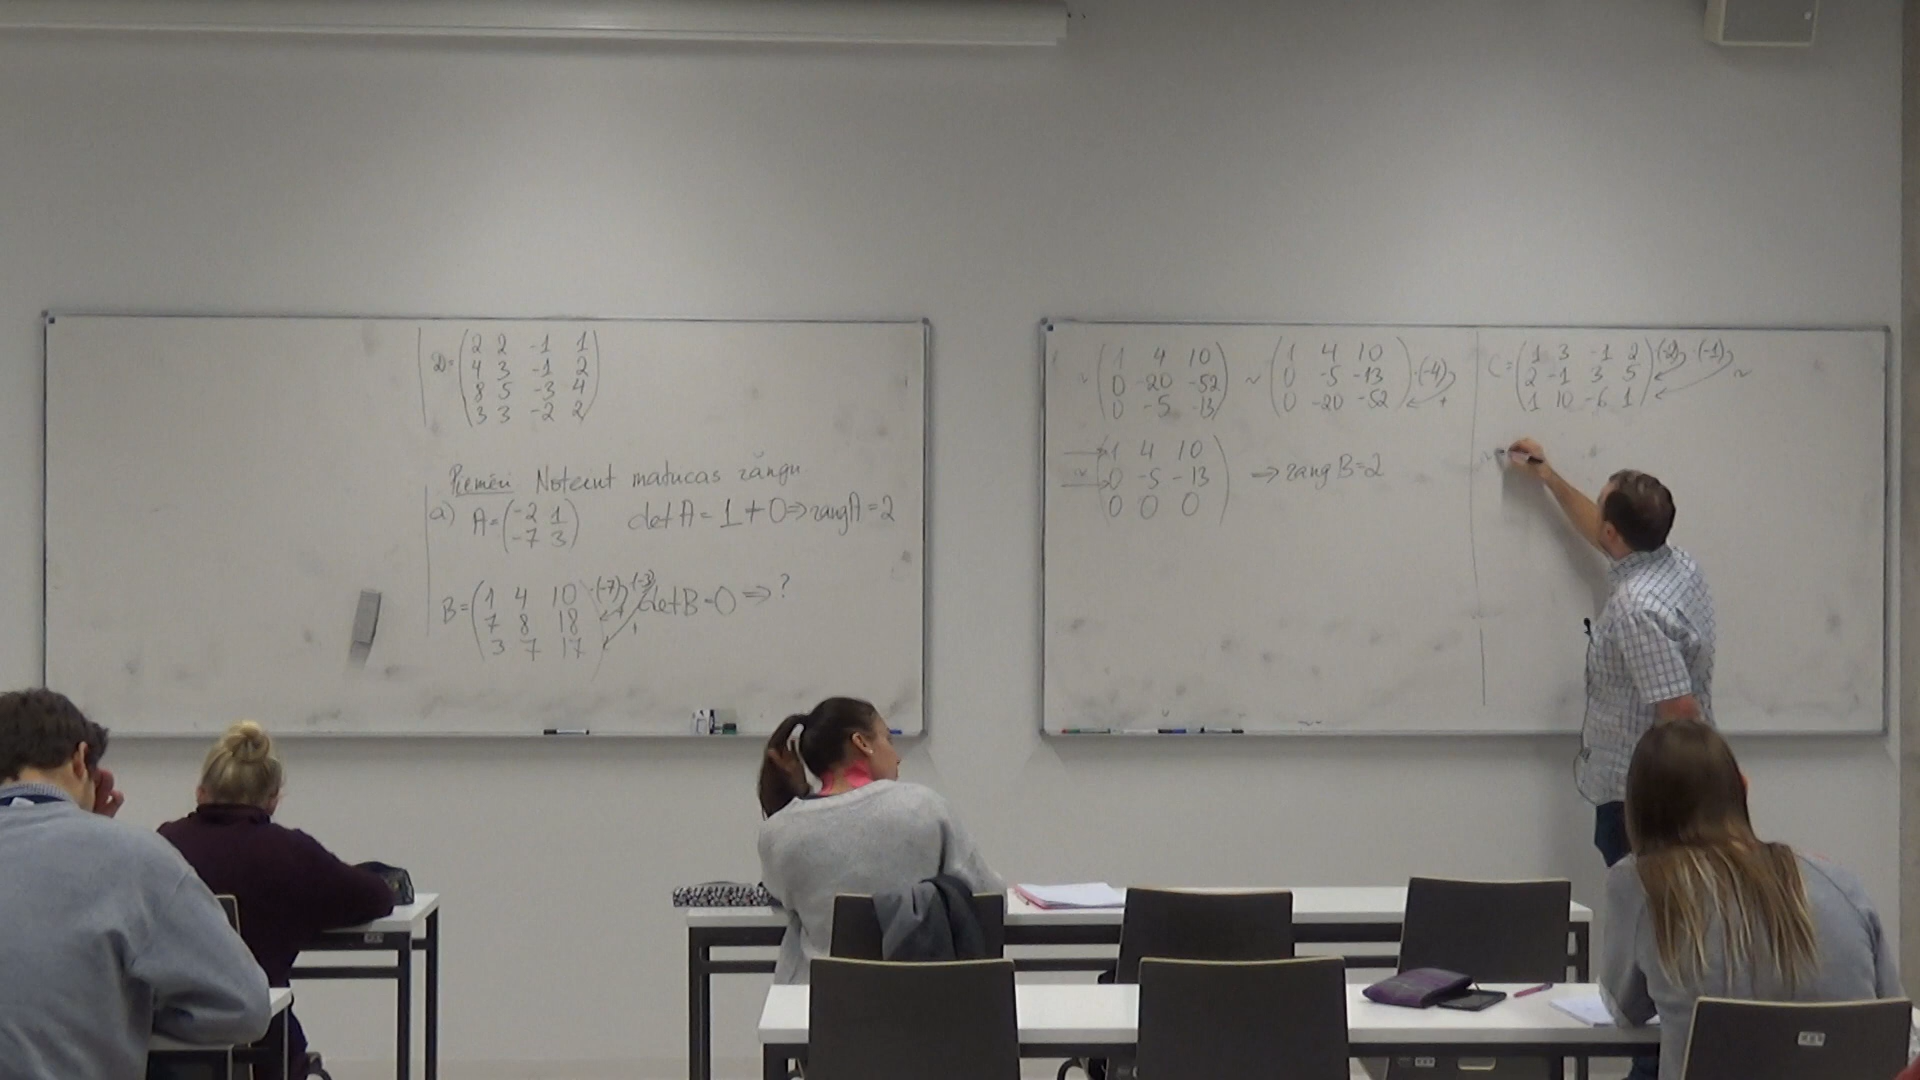 D= ( 2 2 -1 1
4 3 -1 2
8 5 -3 4
3 3 -2 2 )
Piemēri Noteikt matricas rangu
a) A= ( -2 1
-7 3 ) det A = 1 ≠ 0 ⇒ rang A = 2
B= ( 1 4 10 ·(-7) (-3)
7 8 18 +
3 7 17 ) + det B = 0 ⇒ ?
~ ( 1 4 10
0 -20 -52
0 -5 -13 )
~ ( 1 4 10
0 -5 -13
0 -20 -52 ) ·(-4) +
~ ( 1 4 10
0 -5 -13
0 0 0 ) ⇒ rang B = 2
C= ( 1 3 -1 2
2 -1 3 5
1 10 -6 1 ) (-2) (-1) ~
~